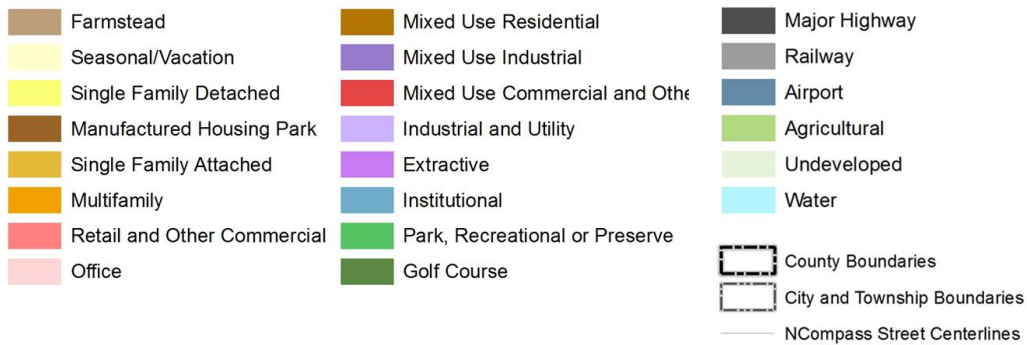 Farmstead
Seasonal/Vacation
Single Family Detached
Manufactured Housing Park
Single Family Attached
Multifamily
Retail and Other Commercial
Office
Mixed Use Residential
Mixed Use Industrial
Mixed Use Commercial and Othe
Industrial and Utility
Extractive
Institutional
Park, Recreational or Preserve
Golf Course
Major Highway
Railway
Airport
Agricultural
Undeveloped
Water
County Boundaries
City and Township Boundaries
NCompass Street Centerlines